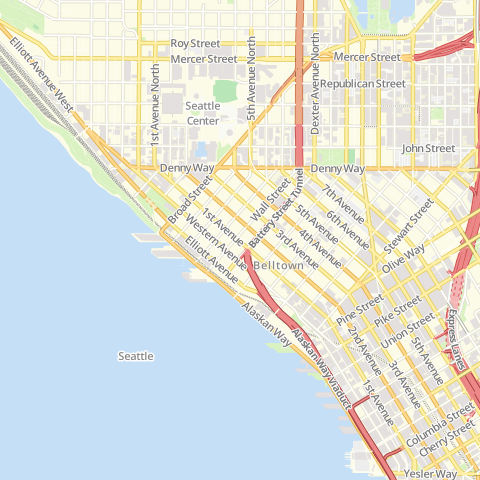 Roy Street
Mercer Street
Mercer Street
Elliott Avenue West
1st Avenue North
5th Avenue North
Dexter Avenue North
Republican Street
Seattle
Center
John Street
Denny Way
Denny Way
Broad Street
Wall Street
Battery Street Tunnel
7th Avenue
6th Avenue
5th Avenue
4th Avenue
3rd Avenue
1st Avenue
Western Avenue
Elliott Avenue
Stewart Street
Olive Way
Belltown
Alaskan Way
Pine Street
Pike Street
Union Street
Express Lanes
Alaskan Way Viaduct
2nd Avenue
5th Avenue
3rd Avenue
1st Avenue
Seattle
Columbia Street
Cherry Street
Yesler Way